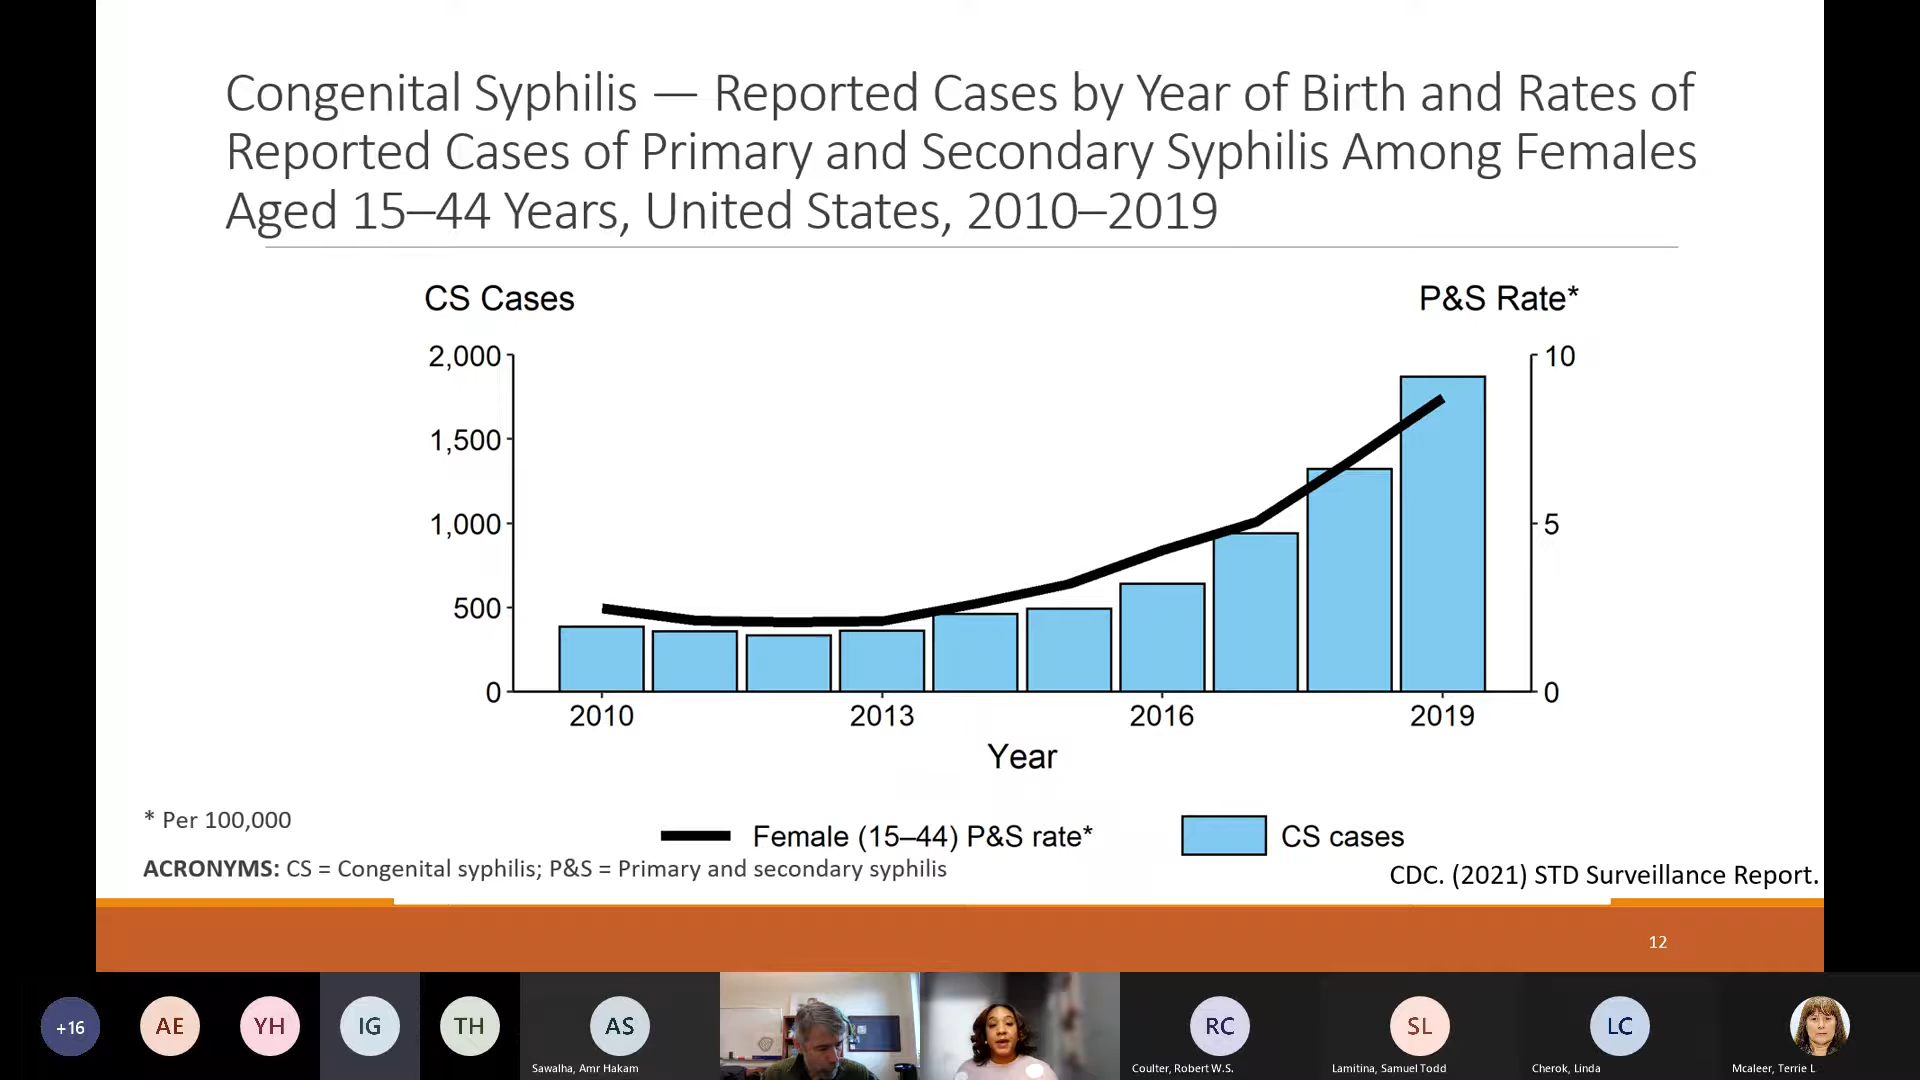 Congenital Syphilis — Reported Cases by Year of Birth and Rates of
Reported Cases of Primary and Secondary Syphilis Among Females
Aged 15–44 Years, United States, 2010–2019
CS Cases
P&S Rate*
2,000
1,500
1,000
500
0
10
5
0
2010
2013
2016
2019
Year
* Per 100,000
Female (15–44) P&S rate*
CS cases
ACRONYMS: CS = Congenital syphilis; P&S = Primary and secondary syphilis
CDC. (2021) STD Surveillance Report.
12
+16
AE
YH
IG
TH
AS
RC
SL
LC
Sawalha, Amr Hakam
Coulter, Robert W.S.
Lamitina, Samuel Todd
Cherok, Linda
Mcaleer, Terrie L